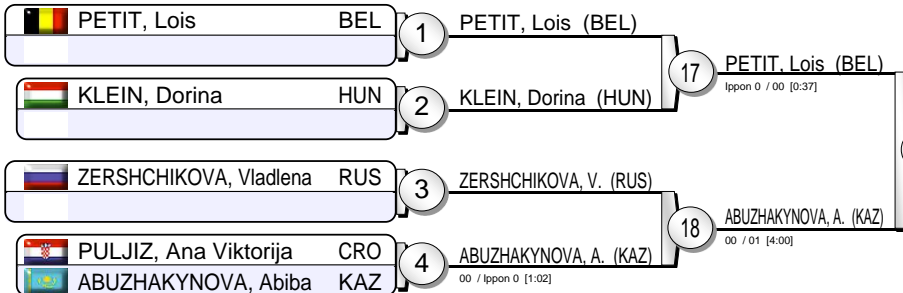 PETIT, Lois BEL
1
PETIT, Lois (BEL)
17
PETIT, Lois (BEL)
Ippon 0 / 00 [0:37]
KLEIN, Dorina HUN
2
KLEIN, Dorina (HUN)
ZERSHCHIKOVA, Vladlena RUS
3
ZERSHCHIKOVA, V. (RUS)
18
ABUZHAKYNOVA, A. (KAZ)
00 / 01 [4:00]
PULJIZ, Ana Viktorija CRO
4
ABUZHAKYNOVA, A. (KAZ)
00 / Ippon 0 [1:02]
ABUZHAKYNOVA, Abiba KAZ